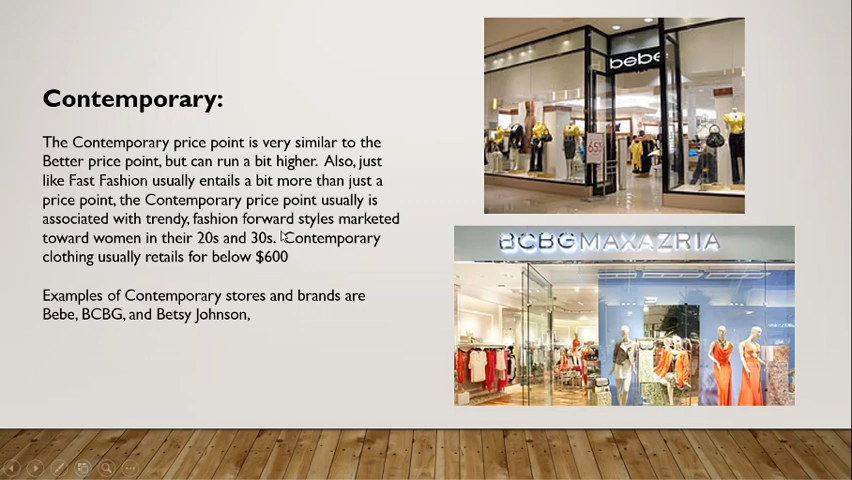 Contemporary:
The Contemporary price point is very similar to the
Better price point, but can run a bit higher. Also, just
like Fast Fashion usually entails a bit more than just a
price point, the Contemporary price point usually is
associated with trendy, fashion forward styles marketed
toward women in their 20s and 30s. Contemporary
clothing usually retails for below $600
Examples of Contemporary stores and brands are
Bebe, BCBG, and Betsy Johnson,
bebe
65%
BCBGMAXAZRIA